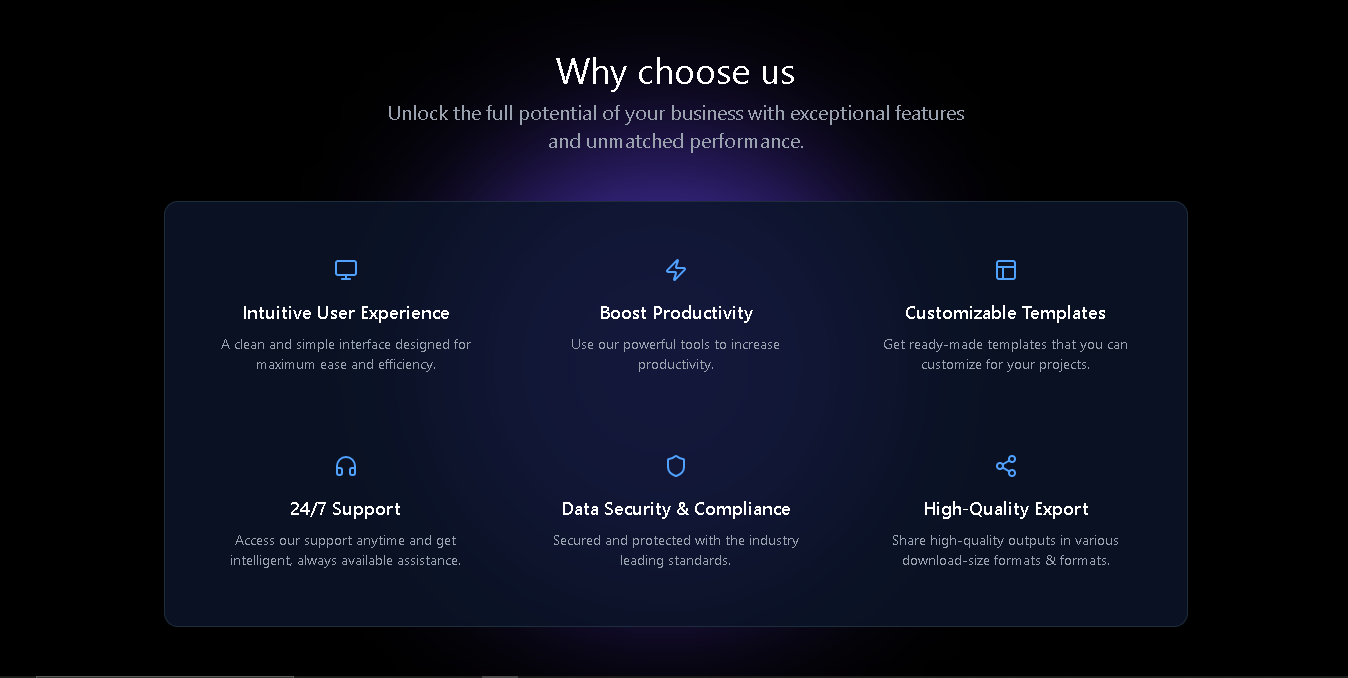 Why choose us
Unlock the full potential of your business with exceptional features
and unmatched performance.
Intuitive User Experience
A clean and simple interface designed for
maximum ease and efficiency.
Boost Productivity
Use our powerful tools to increase
productivity.
Customizable Templates
Get ready-made templates that you can
customize for your projects.
24/7 Support
Access our support anytime and get
intelligent, always available assistance.
Data Security & Compliance
Secured and protected with the industry
leading standards.
High-Quality Export
Share high-quality outputs in various
download-size formats & formats.